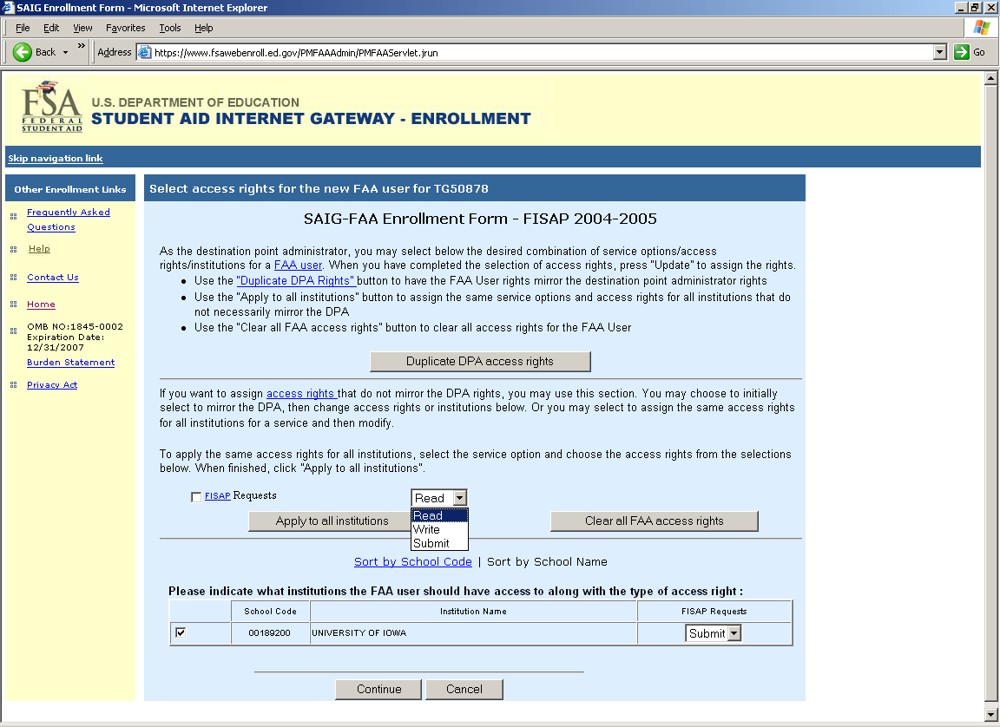 SAIG Enrollment Form - Microsoft Internet Explorer
File Edit View Favorites Tools Help
Back » Address https://www.fsawebenroll.ed.gov/PMFAAAdmin/PMFAAServlet.jrun Go
FSA
FEDERAL
STUDENT AID
U.S. DEPARTMENT OF EDUCATION
STUDENT AID INTERNET GATEWAY - ENROLLMENT
Skip navigation link
Other Enrollment Links
Frequently Asked
Questions
Help
Contact Us
Home
OMB NO:1845-0002
Expiration Date:
12/31/2007
Burden Statement
Privacy Act
Select access rights for the new FAA user for TG50878
SAIG-FAA Enrollment Form - FISAP 2004-2005
As the destination point administrator, you may select below the desired combination of service options/access
rights/institutions for a FAA user. When you have completed the selection of access rights, press "Update" to assign the rights.
• Use the "Duplicate DPA Rights" button to have the FAA User rights mirror the destination point administrator rights
• Use the "Apply to all institutions" button to assign the same service options and access rights for all institutions that do
not necessarily mirror the DPA
• Use the "Clear all FAA access rights" button to clear all access rights for the FAA User
Duplicate DPA access rights
If you want to assign access rights that do not mirror the DPA rights, you may use this section. You may choose to initially
select to mirror the DPA, then change access rights or institutions below. Or you may select to assign the same access rights
for all institutions for a service and then modify.
To apply the same access rights for all institutions, select the service option and choose the access rights from the selections
below. When finished, click "Apply to all institutions".
FISAP Requests Read
Read
Write
Submit
Apply to all institutions Clear all FAA access rights
Sort by School Code | Sort by School Name
Please indicate what institutions the FAA user should have access to along with the type of access right :
School Code Institution Name FISAP Requests
00189200 UNIVERSITY OF IOWA Submit
Continue Cancel